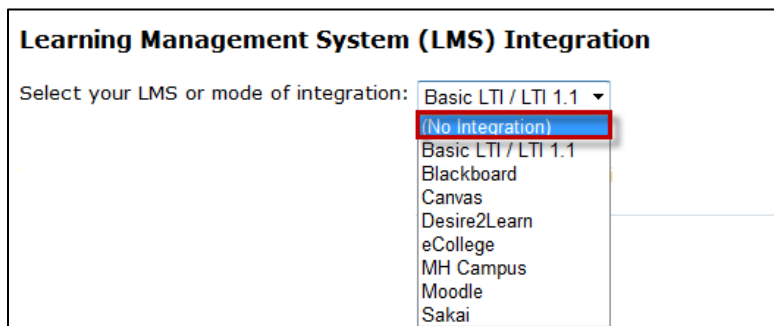 Learning Management System (LMS) Integration
Select your LMS or mode of integration: Basic LTI / LTI 1.1
(No Integration)
Basic LTI / LTI 1.1
Blackboard
Canvas
Desire2Learn
eCollege
MH Campus
Moodle
Sakai